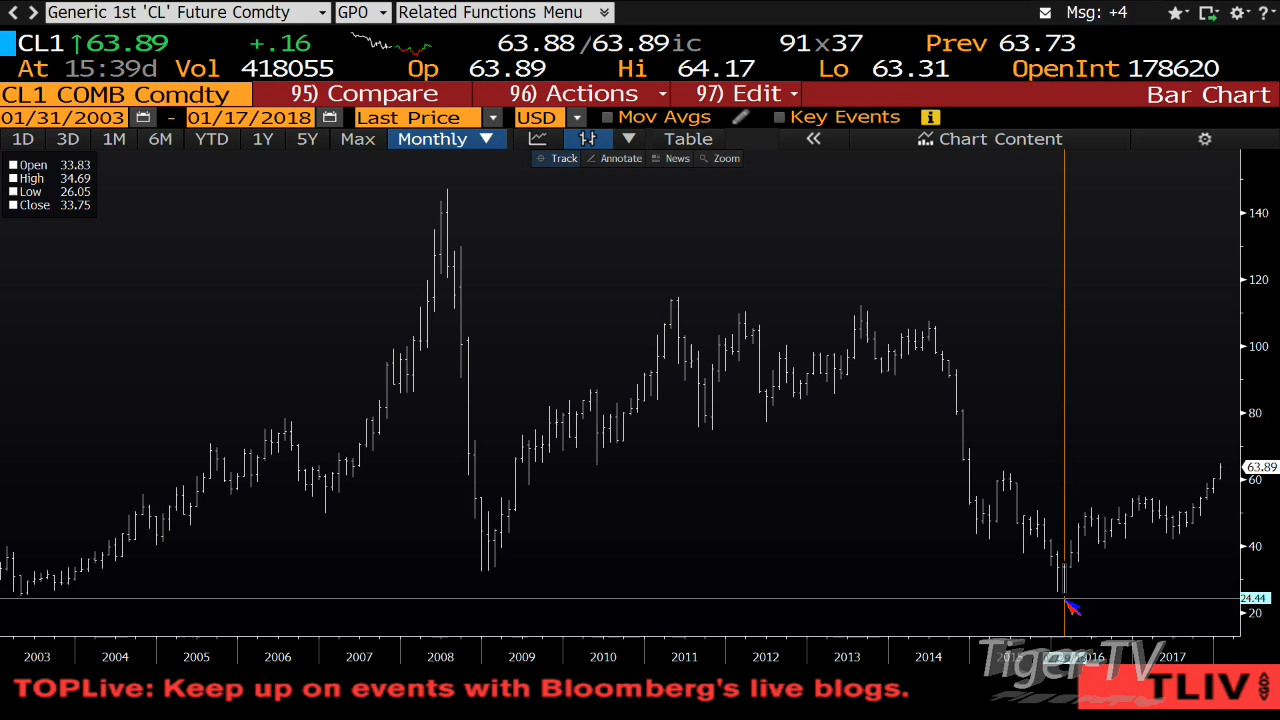 Generic 1st 'CL' Future Comdty GPO Related Functions Menu Msg: +4
CL1 ↑63.89 +.16 63.88/63.89ic 91x37 Prev 63.73
At 15:39d Vol 418055 Op 63.89 Hi 64.17 Lo 63.31 OpenInt 178620
CL1 COMB Comdty 95) Compare 96) Actions 97) Edit Bar Chart
01/31/2003 - 01/17/2018 Last Price USD Mov Avgs Key Events
1D 3D 1M 6M YTD 1Y 5Y Max Monthly ▼ Table « Chart Content
Track Annotate News Zoom
Open 33.83
High 34.69
Low 26.05
Close 33.75
140
120
100
80
63.89
60
40
24.44
20
2003 2004 2005 2006 2007 2008 2009 2010 2011 2012 2013 2014 2015 2016 2017
Tiger-TV
TOPLive: Keep up on events with Bloomberg's live blogs. TLIV